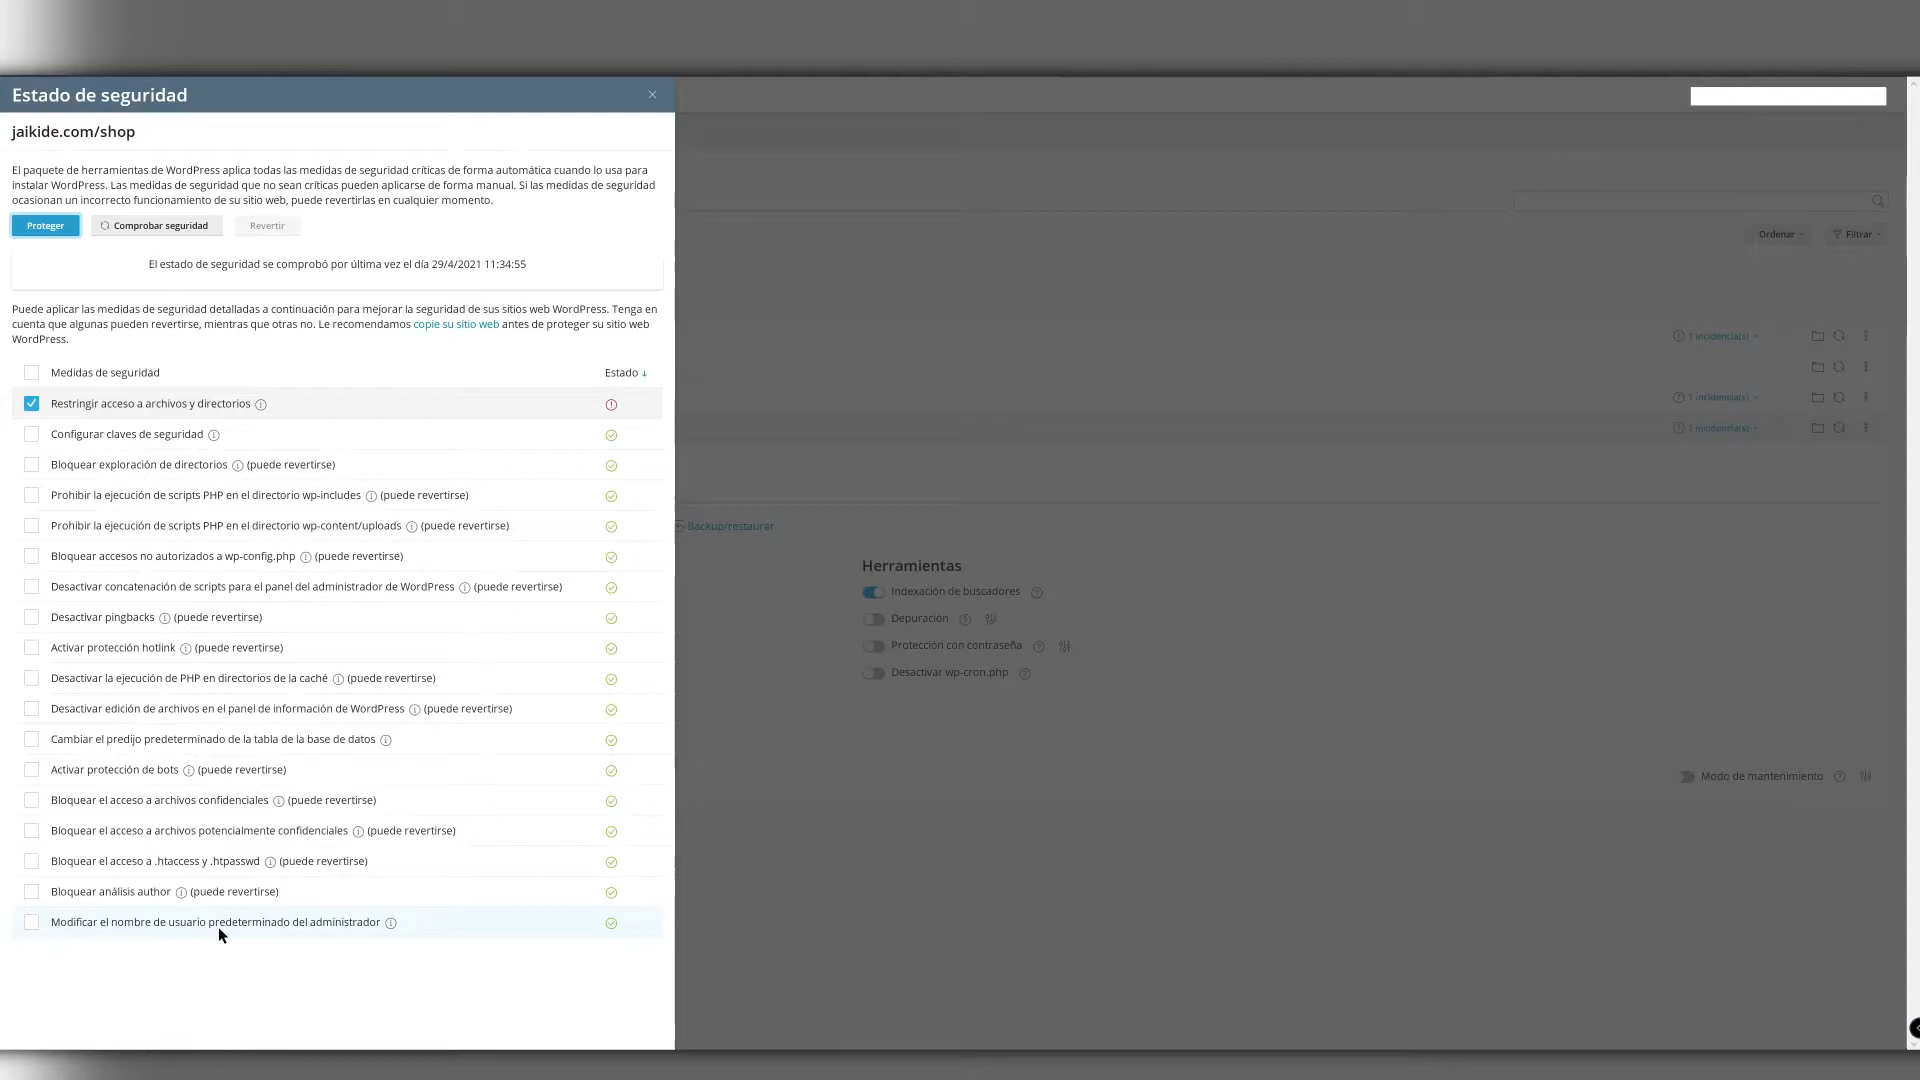 Estado de seguridad
jaikide.com/shop
El paquete de herramientas de WordPress aplica todas las medidas de seguridad críticas de forma automática cuando lo usa para
instalar WordPress. Las medidas de seguridad que no sean críticas pueden aplicarse de forma manual. Si las medidas de seguridad
ocasionan un incorrecto funcionamiento de su sitio web, puede revertirlas en cualquier momento.
Proteger Comprobar seguridad Revertir
El estado de seguridad se comprobó por última vez el día 29/4/2021 11:34:55
Puede aplicar las medidas de seguridad detalladas a continuación para mejorar la seguridad de sus sitios web WordPress. Tenga en
cuenta que algunas pueden revertirse, mientras que otras no. Le recomendamos copie su sitio web antes de proteger su sitio web
WordPress.
Medidas de seguridad Estado
Restringir acceso a archivos y directorios
Configurar claves de seguridad
Bloquear exploración de directorios (puede revertirse)
Prohibir la ejecución de scripts PHP en el directorio wp-includes (puede revertirse)
Prohibir la ejecución de scripts PHP en el directorio wp-content/uploads (puede revertirse)
Bloquear accesos no autorizados a wp-config.php (puede revertirse)
Desactivar concatenación de scripts para el panel del administrador de WordPress (puede revertirse)
Desactivar pingbacks (puede revertirse)
Activar protección hotlink (puede revertirse)
Desactivar la ejecución de PHP en directorios de la caché (puede revertirse)
Desactivar edición de archivos en el panel de información de WordPress (puede revertirse)
Cambiar el predijo predeterminado de la tabla de la base de datos
Activar protección de bots (puede revertirse)
Bloquear el acceso a archivos confidenciales (puede revertirse)
Bloquear el acceso a archivos potencialmente confidenciales (puede revertirse)
Bloquear el acceso a .htaccess y .htpasswd (puede revertirse)
Bloquear análisis author (puede revertirse)
Modificar el nombre de usuario predeterminado del administrador
Ordenar Filtrar
1 incidencia(s)
1 incidencia(s)
1 incidencia(s)
Backup/restaurar
Herramientas
Indexación de buscadores
Depuración
Protección con contraseña
Desactivar wp-cron.php
Modo de mantenimiento